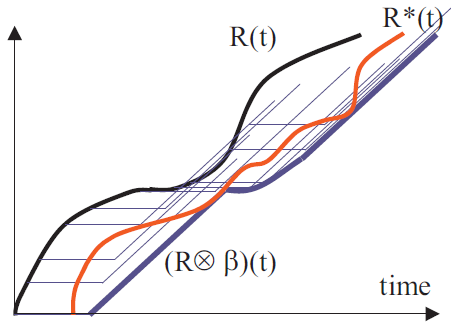 R*(t)
R(t)
(R⊗ β)(t)
time